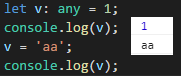 let v: any = 1;
console.log(v);
v = 'aa';
console.log(v);
1
aa